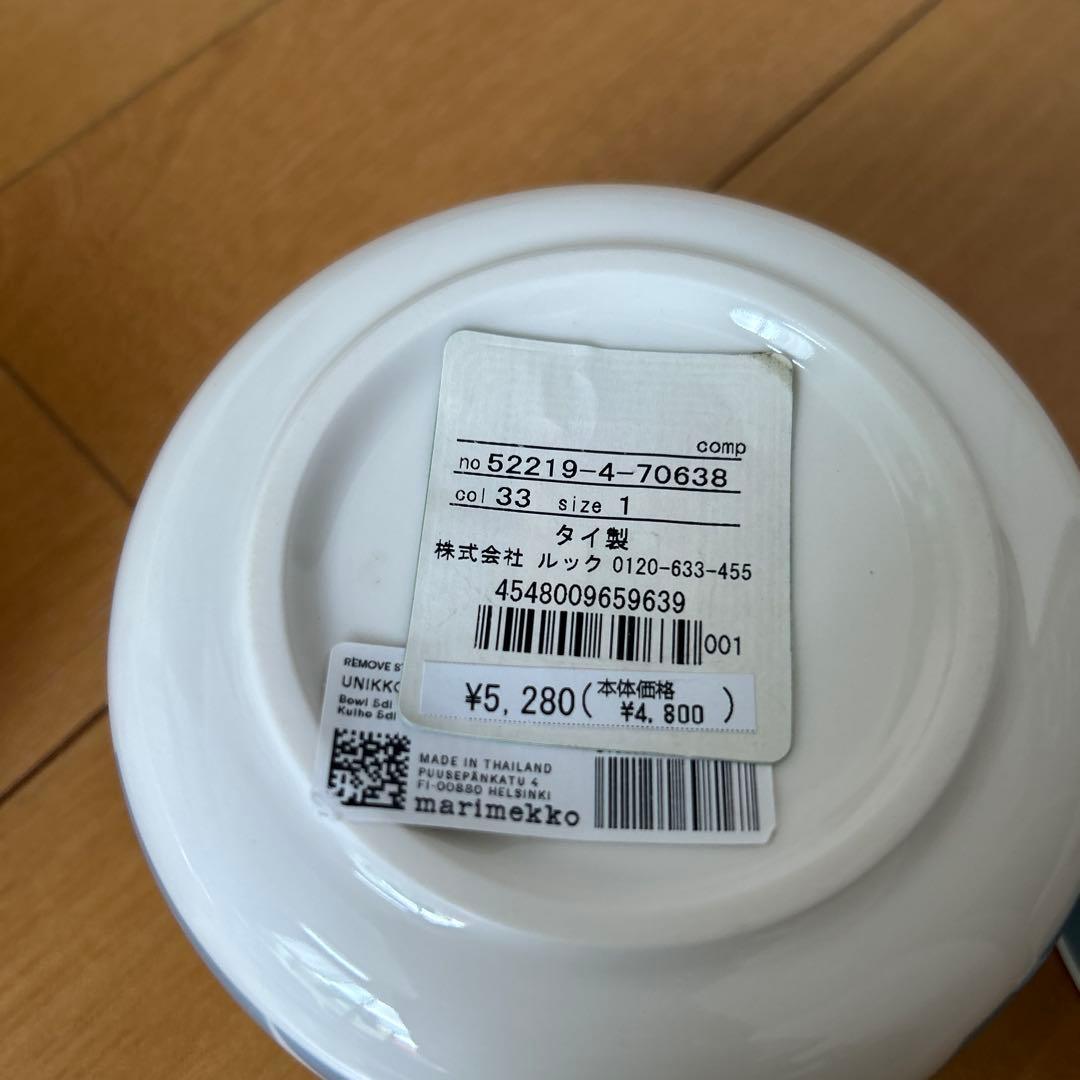 comp
no 52219-4-70638
col 33 size 1
タイ製
株式会社 ルック 0120-633-455
4548009659639
001
¥5,280(本体価格 ¥4,800)
REMOVE
UNIKKO
Bowl 5dl
Kulho 5dl
MADE IN THAILAND
PUUSEPÄNKATU 4
FI-00880 HELSINKI
marimekko